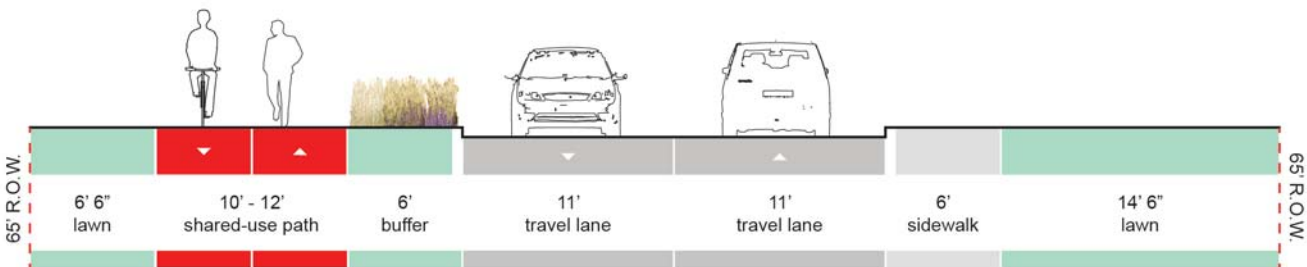 65' R.O.W.
6' 6”
lawn
10' - 12'
shared-use path
6'
buffer
11'
travel lane
11'
travel lane
6'
sidewalk
14' 6”
lawn
65' R.O.W.